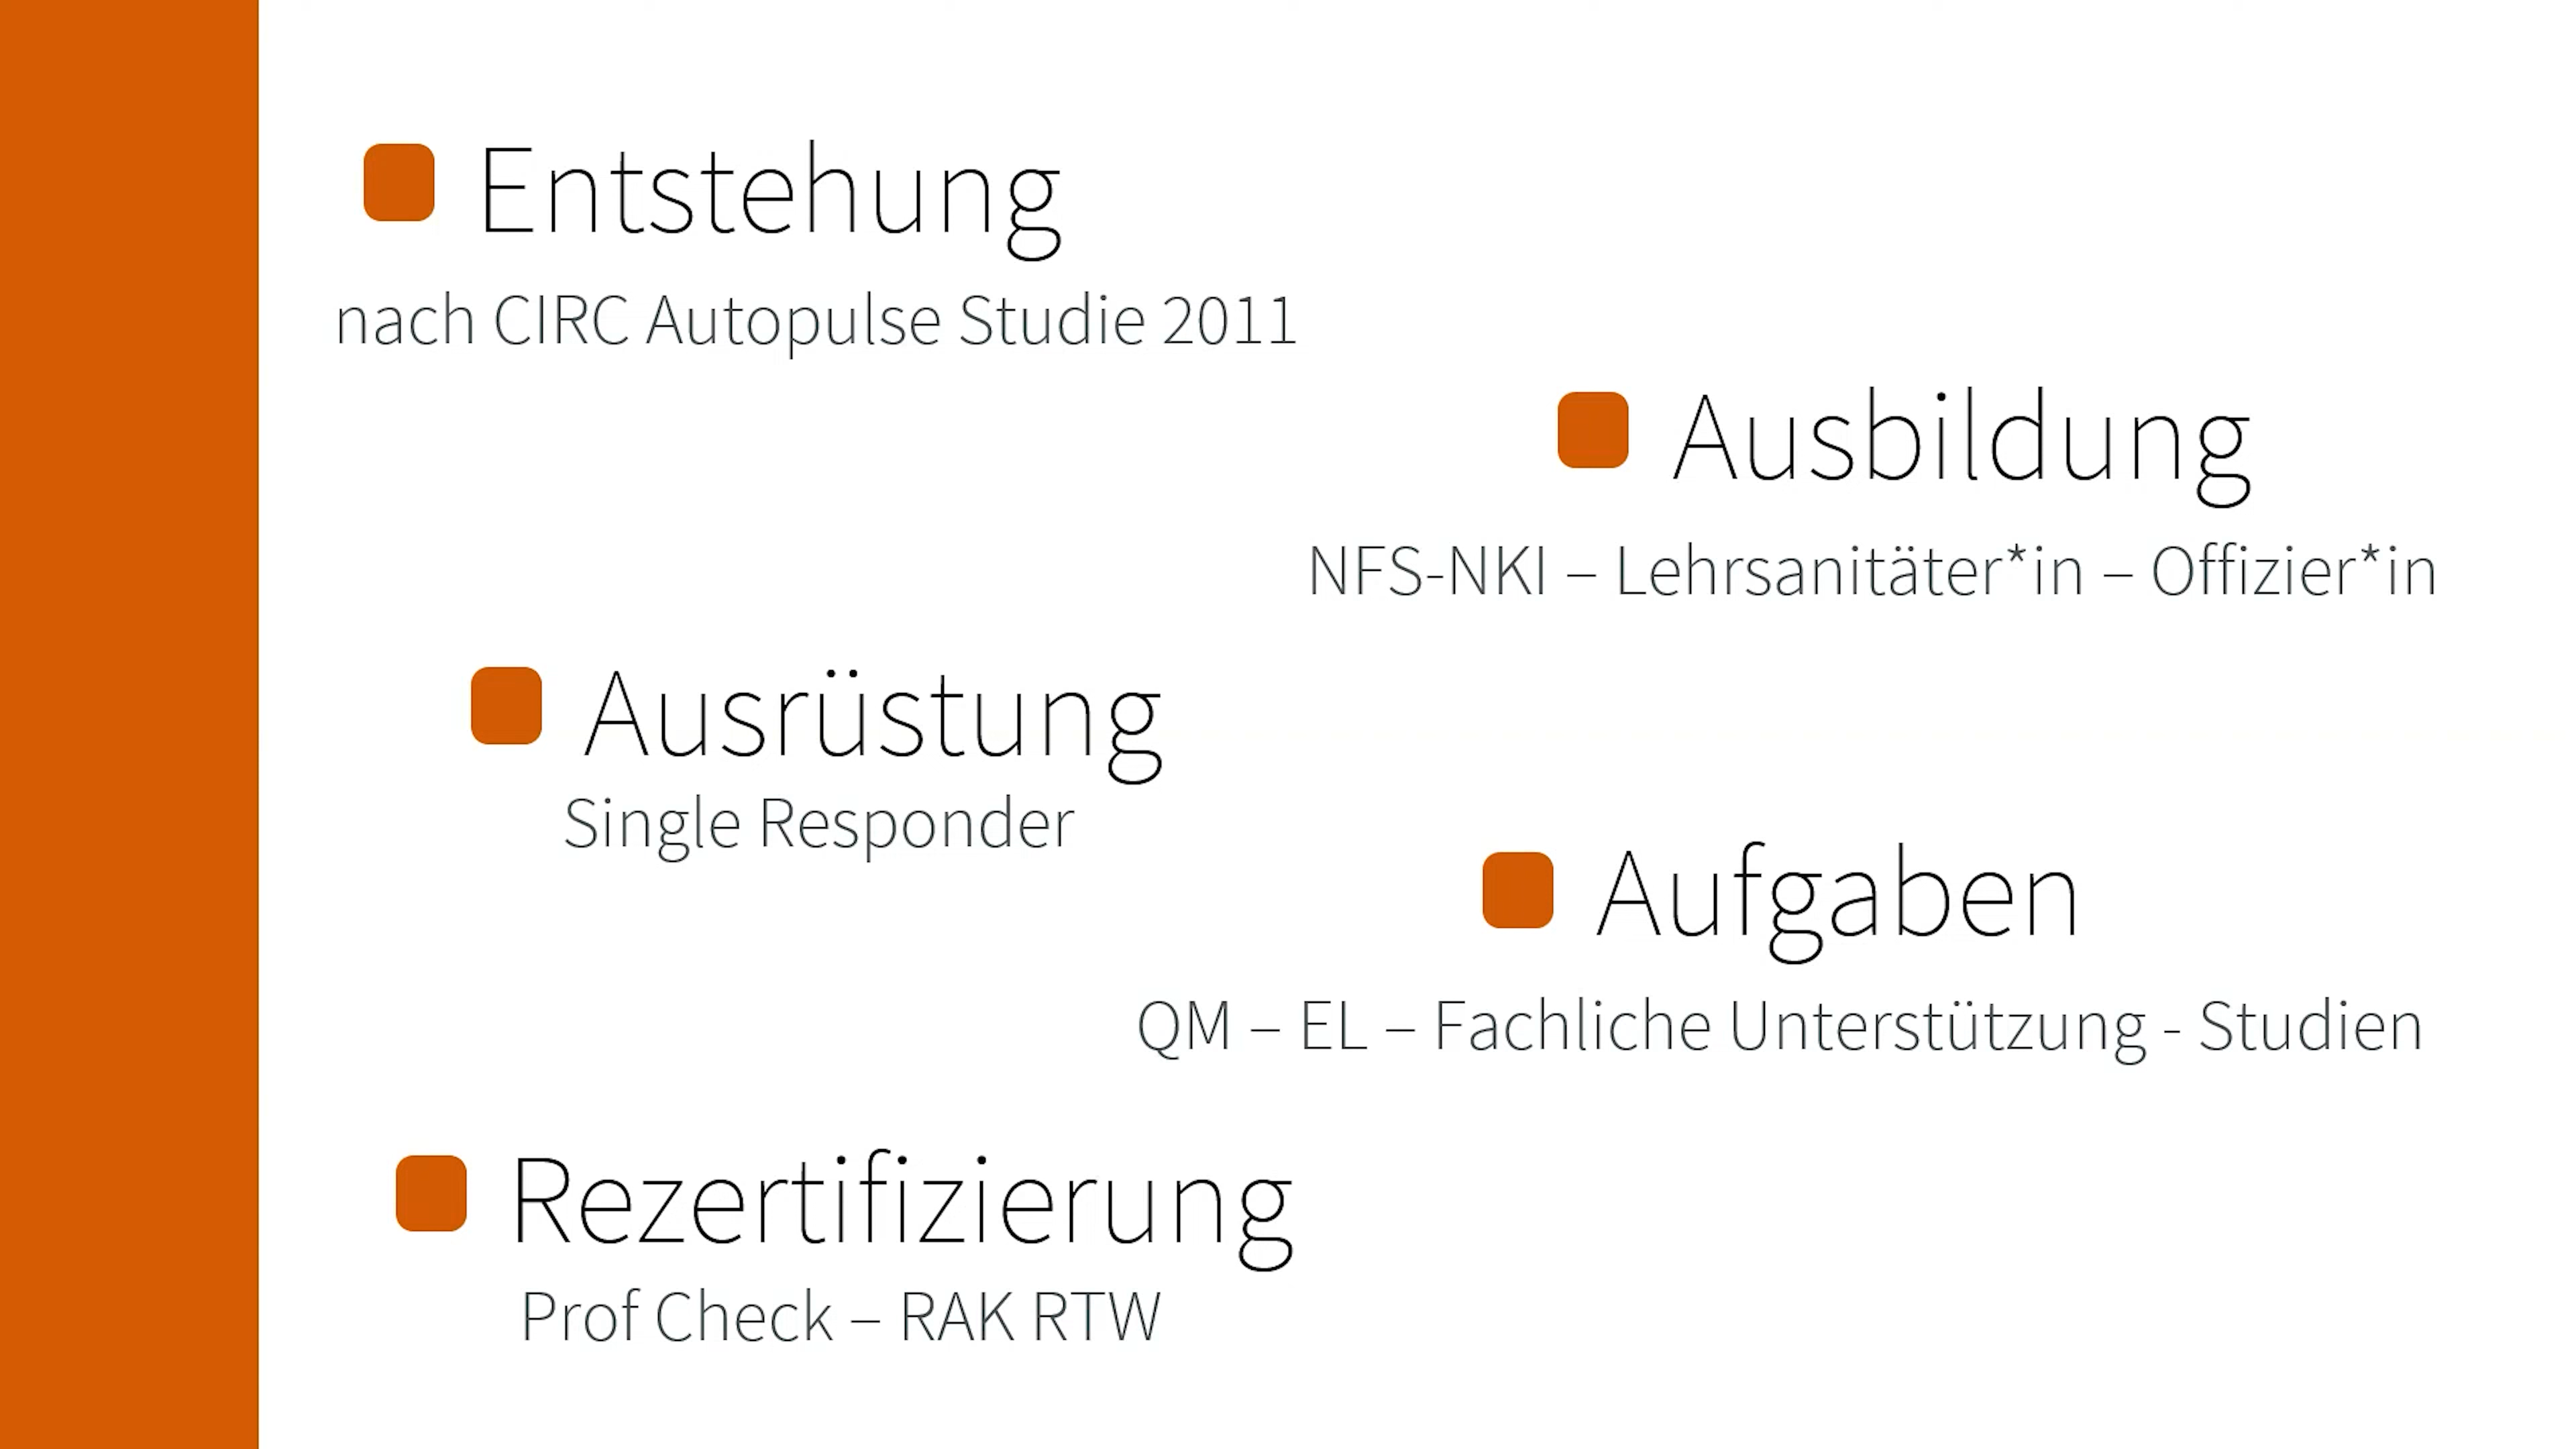 Entstehung
nach CIRC Autopulse Studie 2011
Ausbildung
NFS-NKI – Lehrsanitäter*in – Offizier*in
Ausrüstung
Single Responder
Aufgaben
QM – EL – Fachliche Unterstützung - Studien
Rezertifizierung
Prof Check – RAK RTW